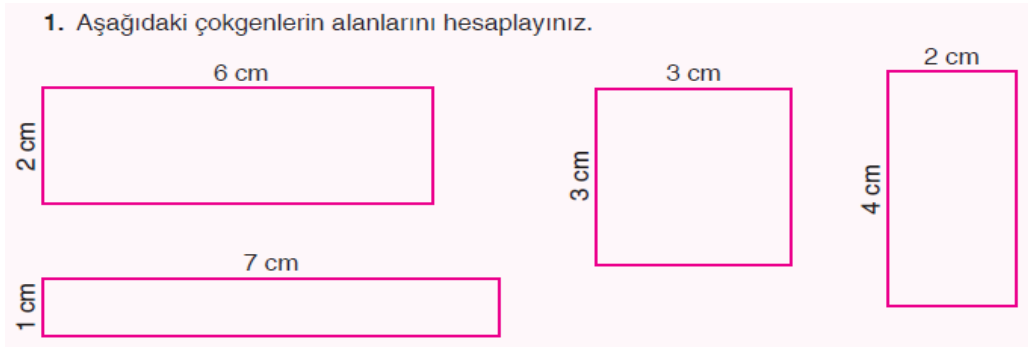 1. Aşağıdaki çokgenlerin alanlarını hesaplayınız.
6 cm
2 cm
3 cm
3 cm
2 cm
4 cm
7 cm
1 cm